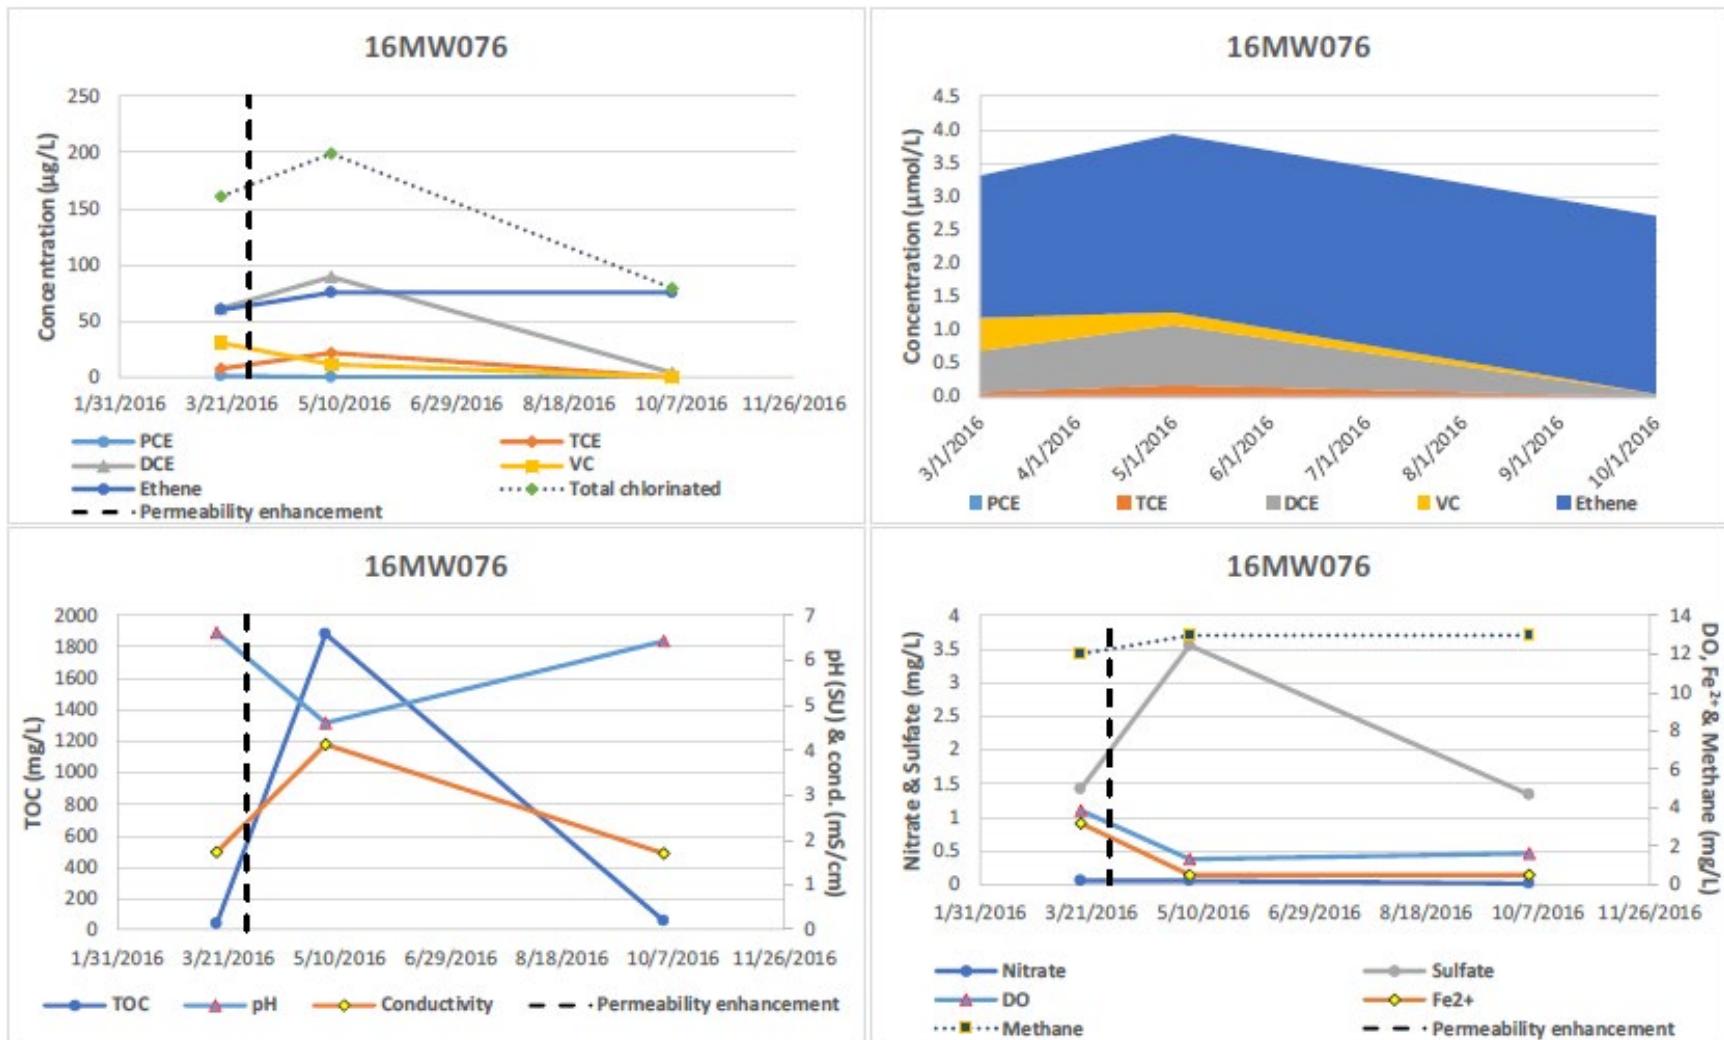 16MW076
Concentration (µg/L)
250
200
150
100
50
0
1/31/2016 3/21/2016 5/10/2016 6/29/2016 8/18/2016 10/7/2016 11/26/2016
PCE TCE
DCE VC
Ethene Total chlorinated
Permeability enhancement
16MW076
Concentration (µmol/L)
4.5
4.0
3.5
3.0
2.5
2.0
1.5
1.0
0.5
0.0
3/1/2016 4/1/2016 5/1/2016 6/1/2016 7/1/2016 8/1/2016 9/1/2016 10/1/2016
PCE TCE DCE VC Ethene
16MW076
TOC (mg/L)
2000
1800
1600
1400
1200
1000
800
600
400
200
0
7
6
5
4
3
2
1
0
pH (SU) & cond. (mS/cm)
1/31/2016 3/21/2016 5/10/2016 6/29/2016 8/18/2016 10/7/2016 11/26/2016
TOC pH Conductivity Permeability enhancement
16MW076
Nitrate & Sulfate (mg/L)
4
3.5
3
2.5
2
1.5
1
0.5
0
14
12
10
8
6
4
2
0
DO, Fe²⁺ & Methane (mg/L)
1/31/2016 3/21/2016 5/10/2016 6/29/2016 8/18/2016 10/7/2016 11/26/2016
Nitrate Sulfate
DO Fe2+
Methane Permeability enhancement